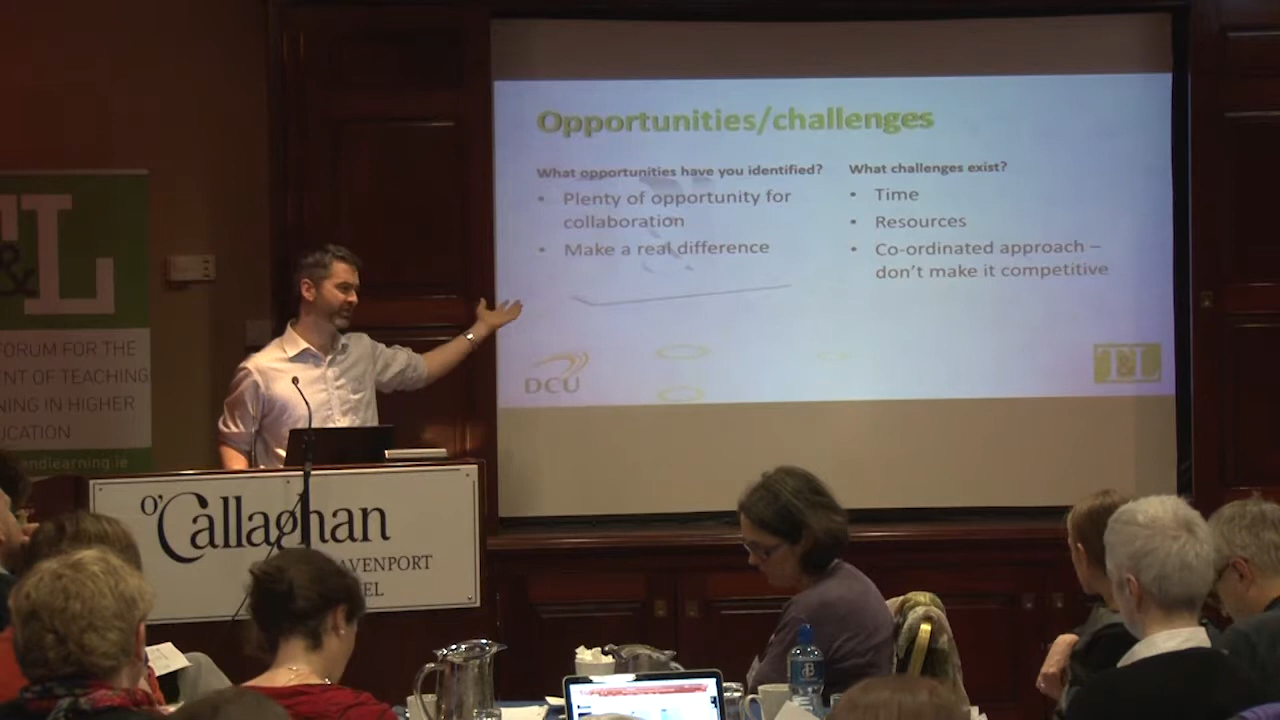 Opportunities/challenges
What opportunities have you identified?
• Plenty of opportunity for
collaboration
• Make a real difference
What challenges exist?
• Time
• Resources
• Co-ordinated approach –
don't make it competitive
DCU
T&L
&L
FORUM FOR THE
ENT OF TEACHING
NING IN HIGHER
UCATION
andlearning.ie
O'Callaghan
AVENPORT
EL